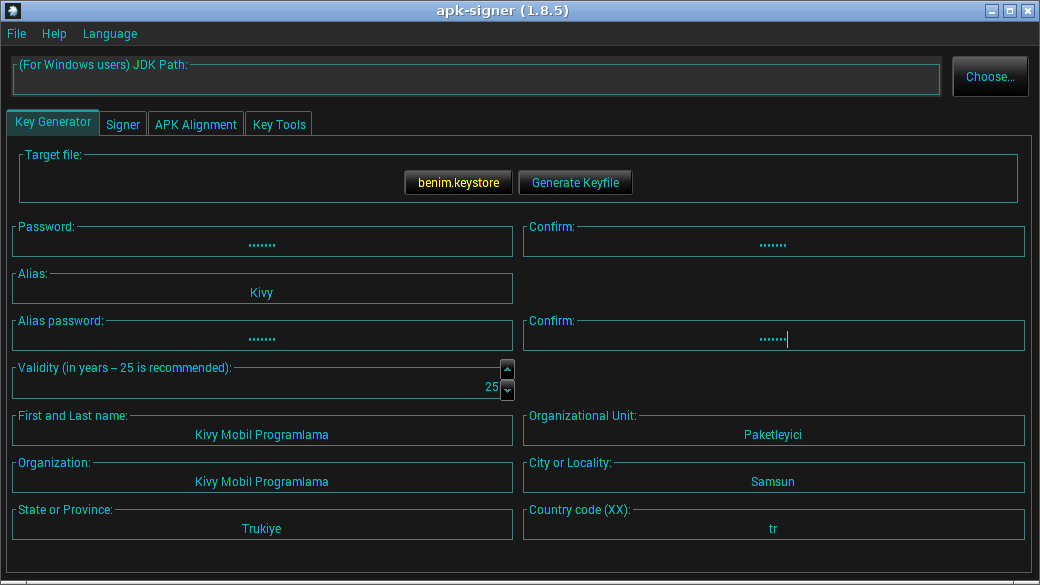 apk-signer (1.8.5)
File Help Language
(For Windows users) JDK Path:
Choose...
Key Generator Signer APK Alignment Key Tools
Target file:
benim.keystore Generate Keyfile
Password: Confirm:
••••••• •••••••
Alias:
Kivy
Alias password: Confirm:
••••••• •••••••
Validity (in years – 25 is recommended):
25
First and Last name: Organizational Unit:
Kivy Mobil Programlama Paketleyici
Organization: City or Locality:
Kivy Mobil Programlama Samsun
State or Province: Country code (XX):
Trukiye tr